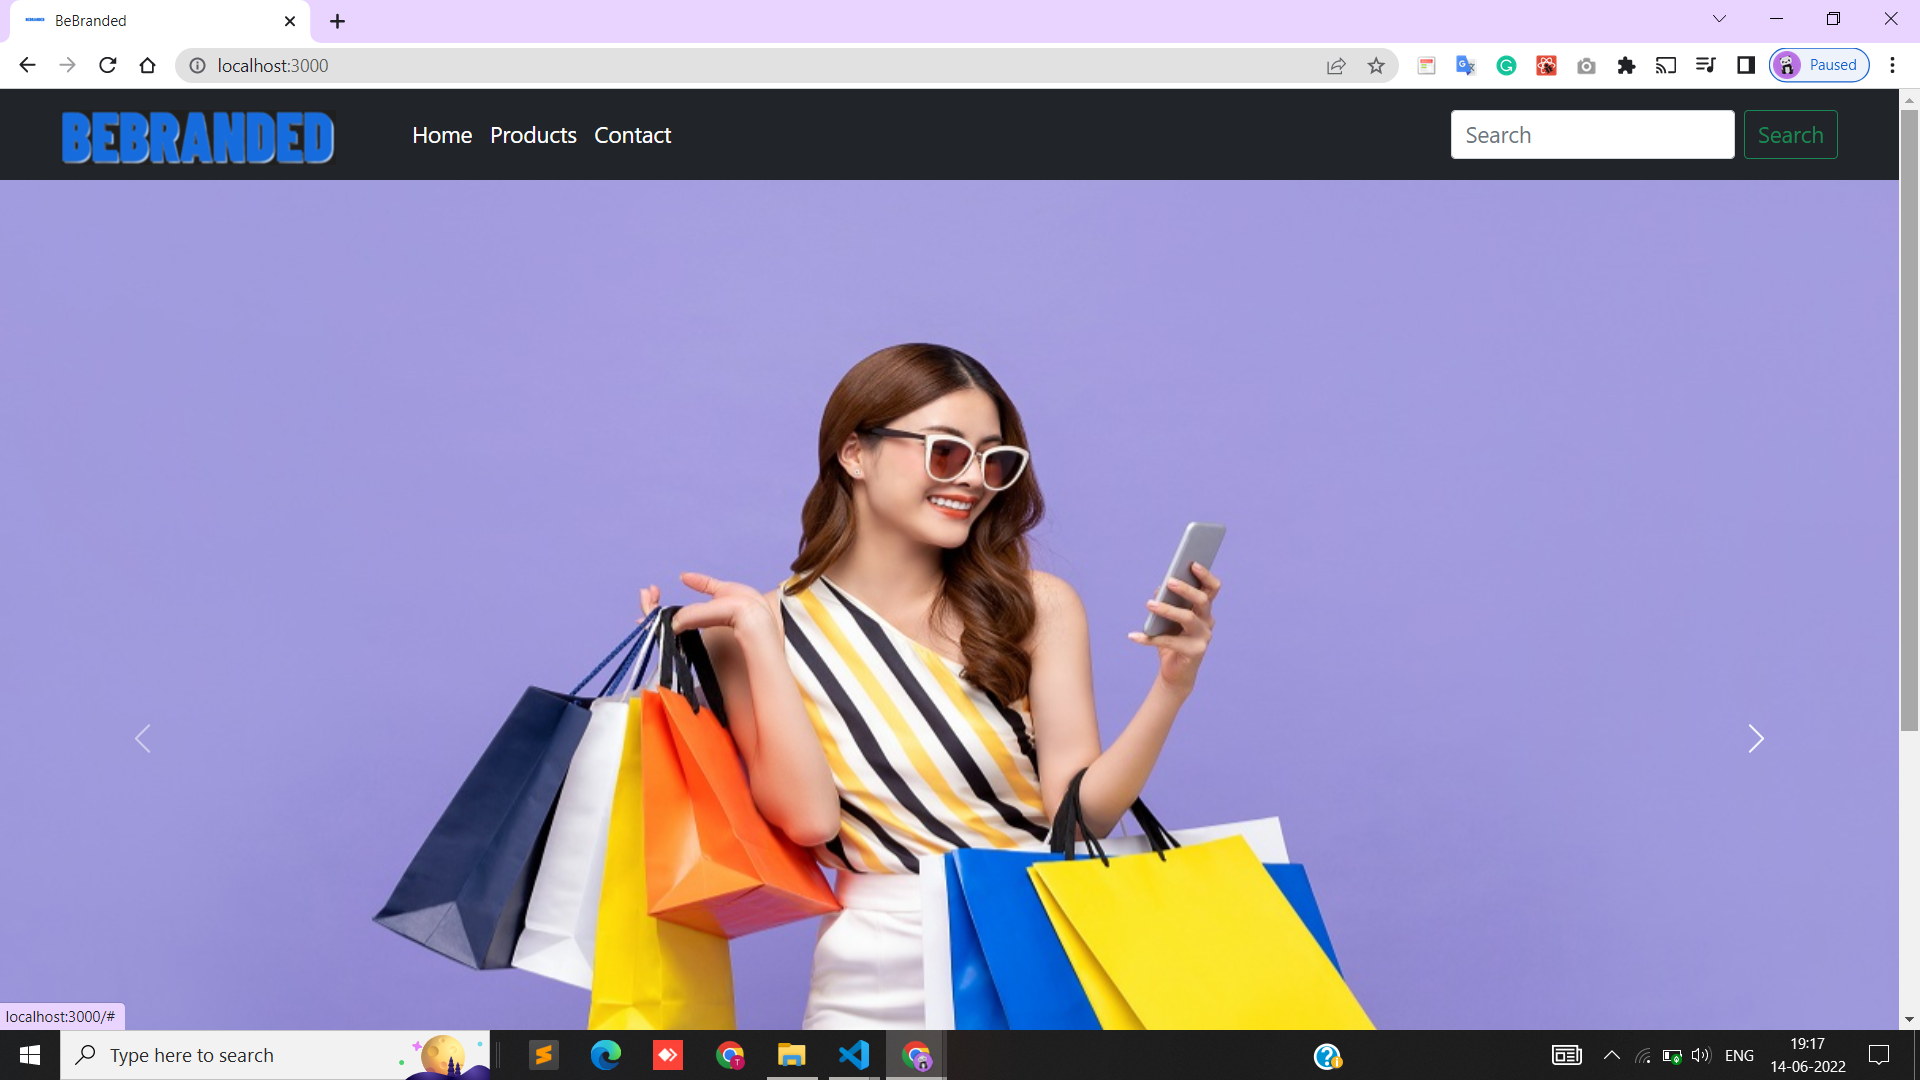 BeBranded
localhost:3000
Paused
BEBRANDED
Home Products Contact
Search
Search
localhost:3000/#
Type here to search
T
ENG
19:17
14-06-2022